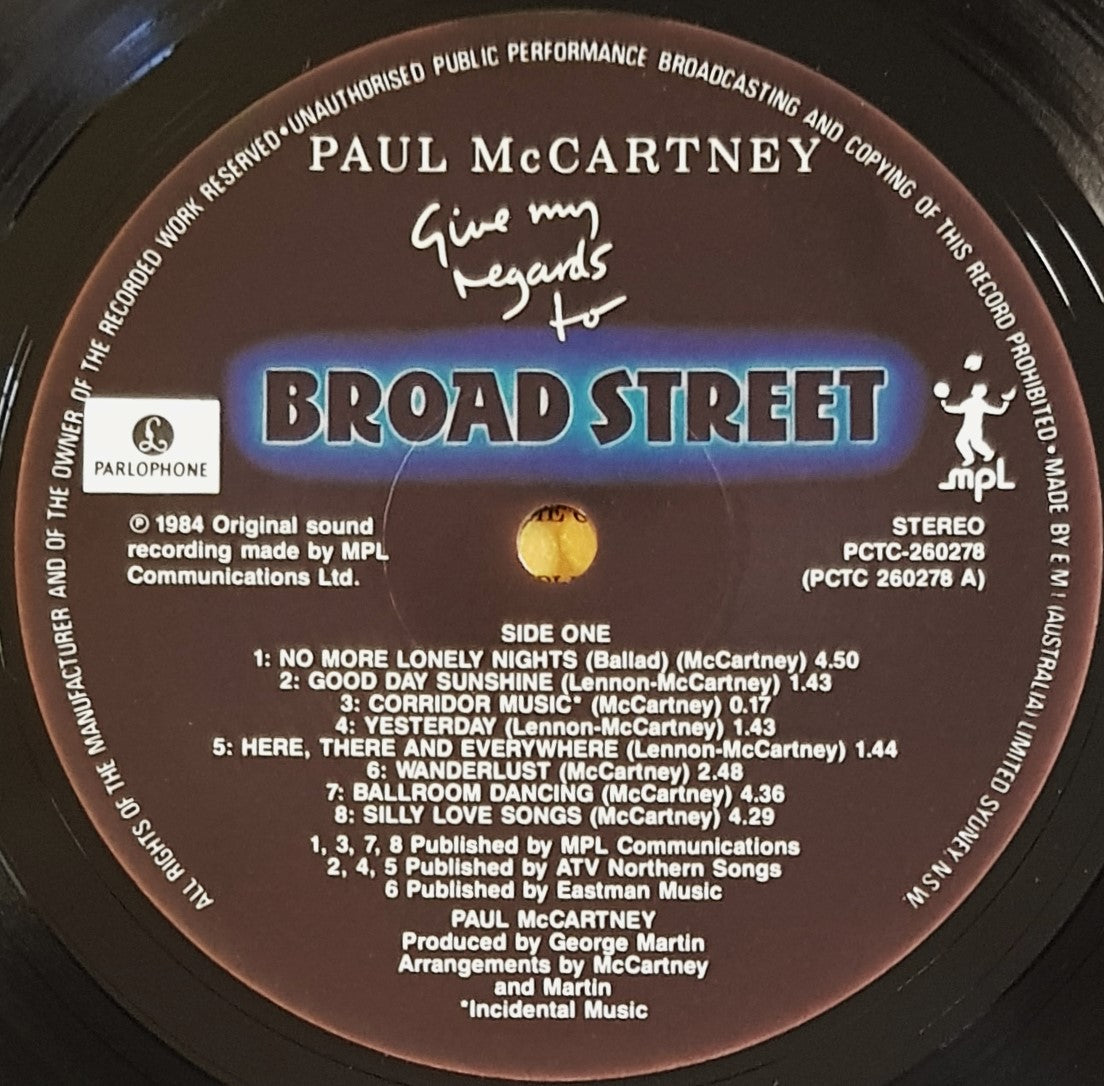 ALL RIGHTS OF THE MANUFACTURER AND OF THE OWNER OF THE RECORDED WORK RESERVED • UNAUTHORISED PUBLIC PERFORMANCE BROADCASTING AND COPYING OF THIS RECORD PROHIBITED. • MADE BY E M I (AUSTRALIA) LIMITED SYDNEY, N S W.
PAUL McCARTNEY
Give my
regards
to
BROAD STREET
PARLOPHONE
mpL
℗ 1984 Original sound
recording made by MPL
Communications Ltd.
STEREO
PCTC-260278
(PCTC 260278 A)
SIDE ONE
1: NO MORE LONELY NIGHTS (Ballad) (McCartney) 4.50
2: GOOD DAY SUNSHINE (Lennon-McCartney) 1.43
3: CORRIDOR MUSIC* (McCartney) 0.17
4: YESTERDAY (Lennon-McCartney) 1.43
5: HERE, THERE AND EVERYWHERE (Lennon-McCartney) 1.44
6: WANDERLUST (McCartney) 2.48
7: BALLROOM DANCING (McCartney) 4.36
8: SILLY LOVE SONGS (McCartney) 4.29
1, 3, 7, 8 Published by MPL Communications
2, 4, 5 Published by ATV Northern Songs
6 Published by Eastman Music
PAUL McCARTNEY
Produced by George Martin
Arrangements by McCartney
and Martin
*Incidental Music